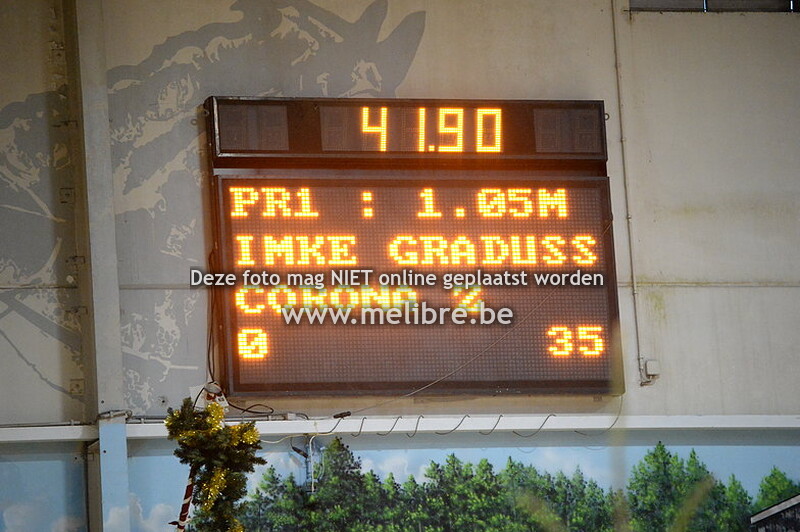 41.90
PR1 : 1.05M
IMKE GRADUSS
Deze foto mag NIET online geplaatst worden
CORONA Z
www.melibre.be
0 35